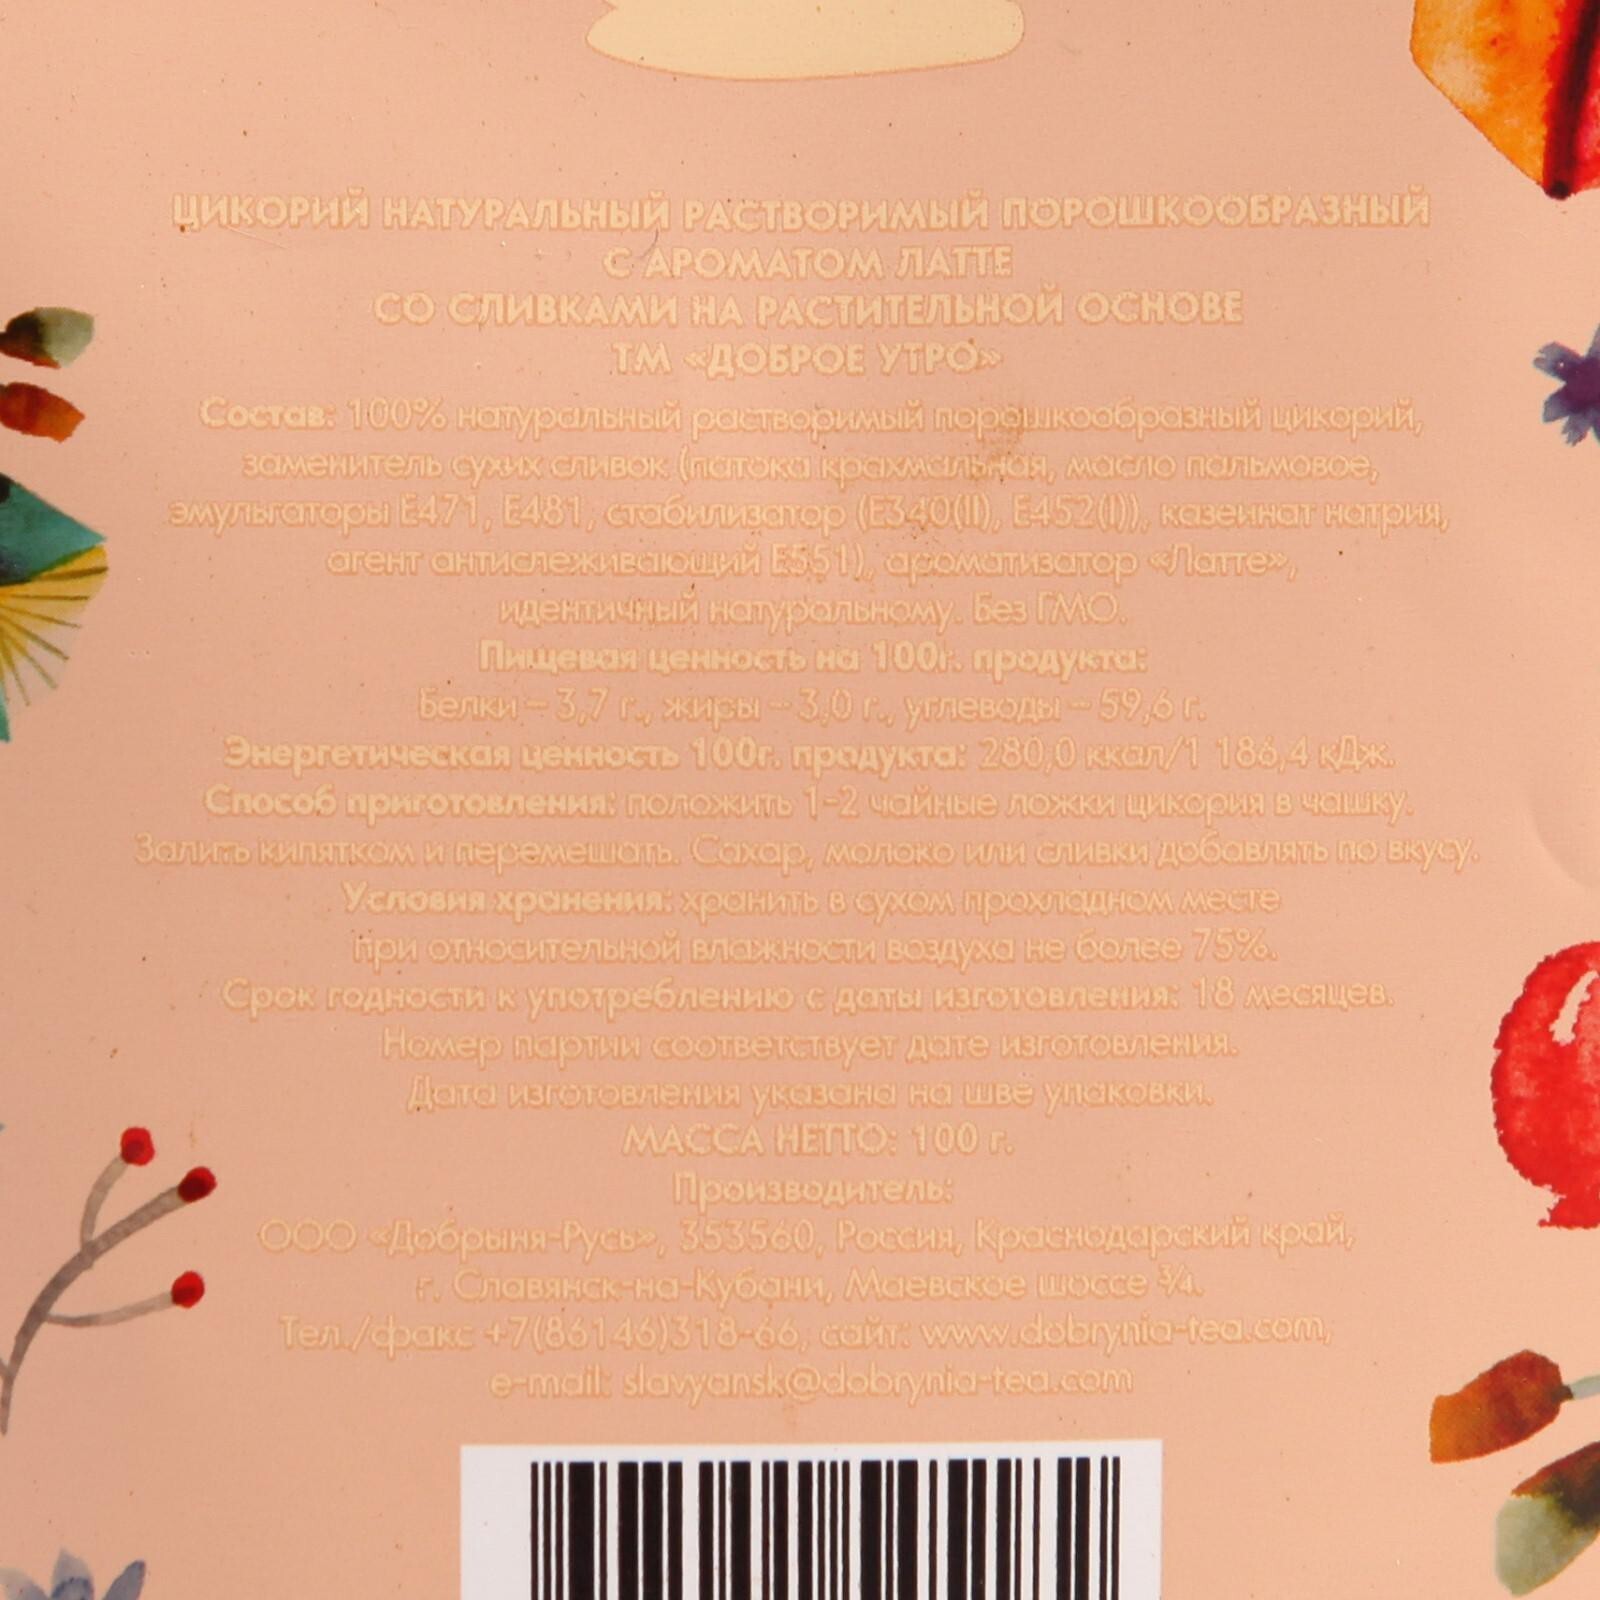 ЦИКОРИЙ НАТУРАЛЬНЫЙ РАСТВОРИМЫЙ ПОРОШКООБРАЗНЫЙ
С АРОМАТОМ ЛАТТЕ
СО СЛИВКАМИ НА РАСТИТЕЛЬНОЙ ОСНОВЕ
ТМ «ДОБРОЕ УТРО»
Состав: 100% натуральный растворимый порошкообразный цикорий,
заменитель сухих сливок (патока крахмальная, масло пальмовое,
эмульгаторы Е471, Е481, стабилизатор (Е340(II), Е452(I)), казеинат натрия,
агент антислеживающий Е551), ароматизатор «Латте»,
идентичный натуральному. Без ГМО.
Пищевая ценность на 100г. продукта:
Белки – 3,7 г., жиры – 3,0 г., углеводы – 59,6 г.
Энергетическая ценность 100г. продукта: 280,0 ккал/1 186,4 кДж.
Способ приготовления: положить 1-2 чайные ложки цикория в чашку.
Залить кипятком и перемешать. Сахар, молоко или сливки добавлять по вкусу.
Условия хранения: хранить в сухом прохладном месте
при относительной влажности воздуха не более 75%.
Срок годности к употреблению с даты изготовления: 18 месяцев.
Номер партии соответствует дате изготовления.
Дата изготовления указана на шве упаковки.
МАССА НЕТТО: 100 г.
Производитель:
ООО «Добрыня-Русь», 353560, Россия, Краснодарский край,
г. Славянск-на-Кубани, Маевское шоссе ¾.
Тел./факс +7(86146)318-66, сайт: www.dobrynia-tea.com,
e-mail: slavyansk@dobrynia-tea.com